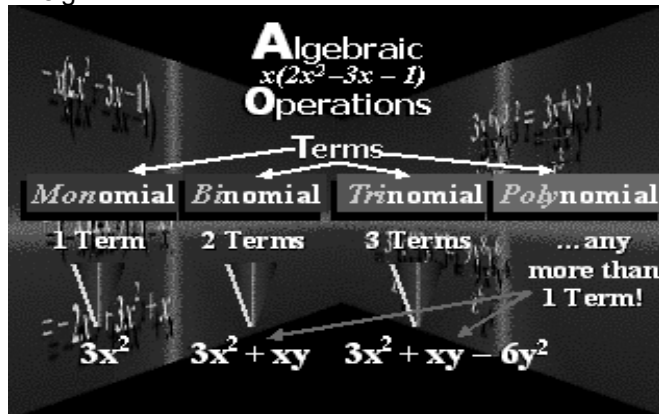 Algebraic
x(2x²-3x - 1)
Operations
Terms
Monomial Binomial Trinomial Polynomial
1 Term 2 Terms 3 Terms ...any
more than
1 Term!
3x² 3x² + xy 3x² + xy - 6y²